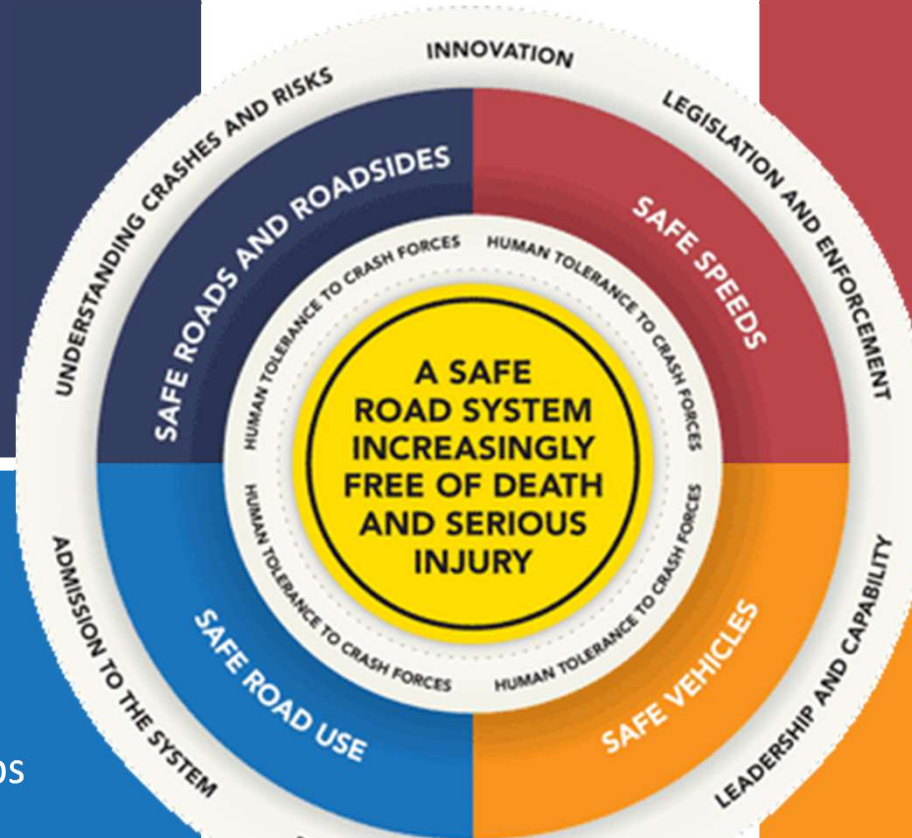 INNOVATION
UNDERSTANDING CRASHES AND RISKS
LEGISLATION AND ENFORCEMENT
SAFE ROADS AND ROADSIDES
SAFE SPEEDS
HUMAN TOLERANCE TO CRASH FORCES
HUMAN TOLERANCE TO CRASH FORCES
A SAFE
ROAD SYSTEM
INCREASINGLY
FREE OF DEATH
AND SERIOUS
INJURY
HUMAN TOLERANCE TO CRASH FORCES
HUMAN TOLERANCE TO CRASH FORCES
SAFE ROAD USE
SAFE VEHICLES
ADMISSION TO THE SYSTEM
LEADERSHIP AND CAPABILITY